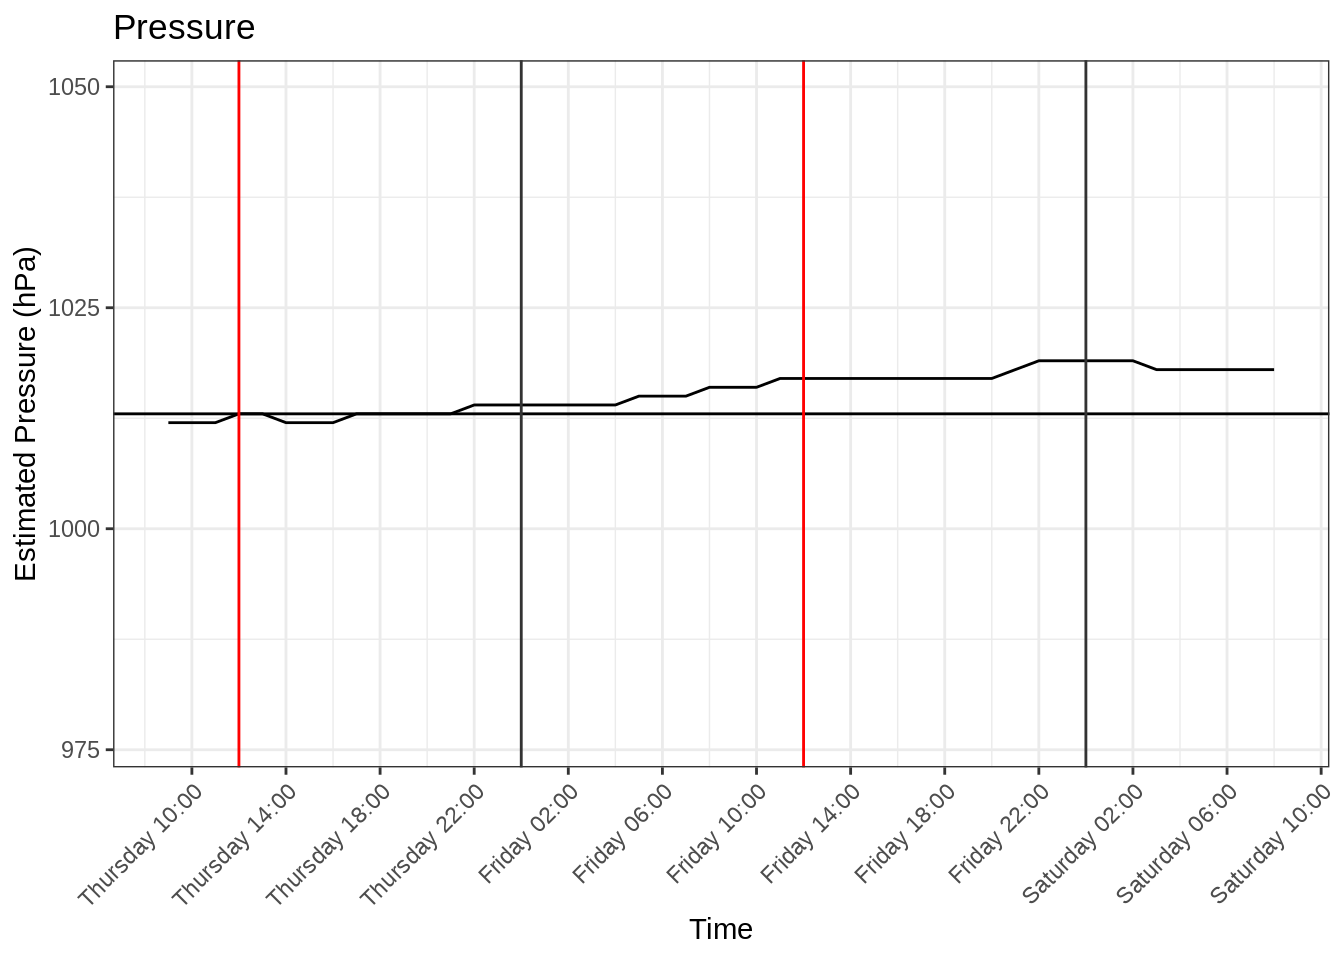 Pressure
Estimated Pressure (hPa)
1050
1025
1000
975
Thursday 10:00
Thursday 14:00
Thursday 18:00
Thursday 22:00
Friday 02:00
Friday 06:00
Friday 10:00
Friday 14:00
Friday 18:00
Friday 22:00
Saturday 02:00
Saturday 06:00
Saturday 10:00
Time